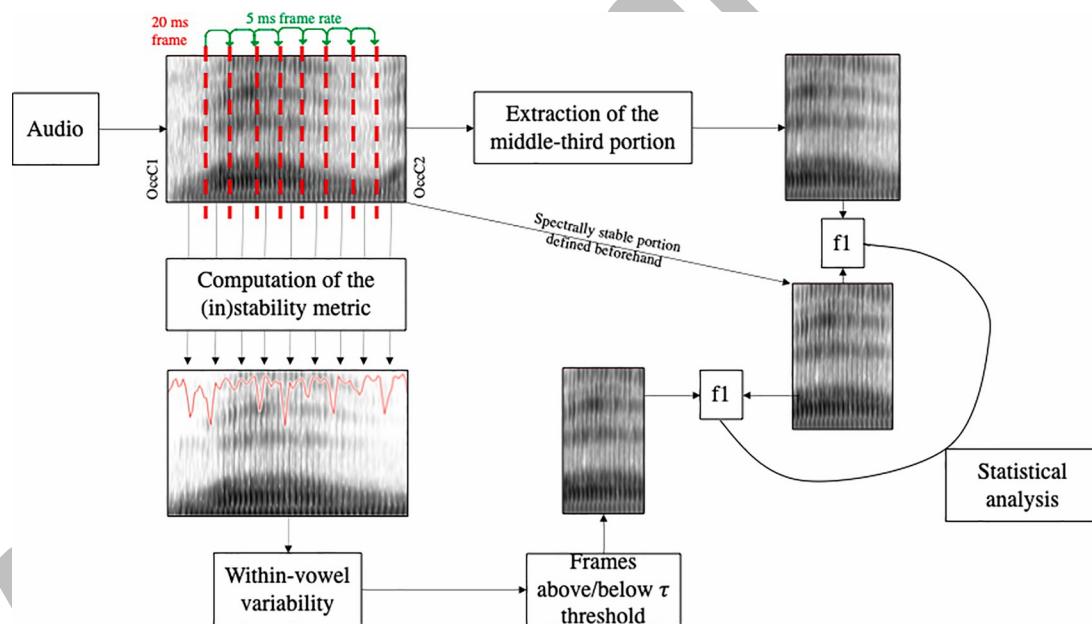 20 ms
frame
5 ms frame rate
Audio
OccC1
OccC2
Extraction of the
middle-third portion
f1
Spectrally stable portion
defined beforehand
Computation of the
(in)stability metric
f1
Statistical
analysis
Within-vowel
variability
Frames
above/below τ
threshold